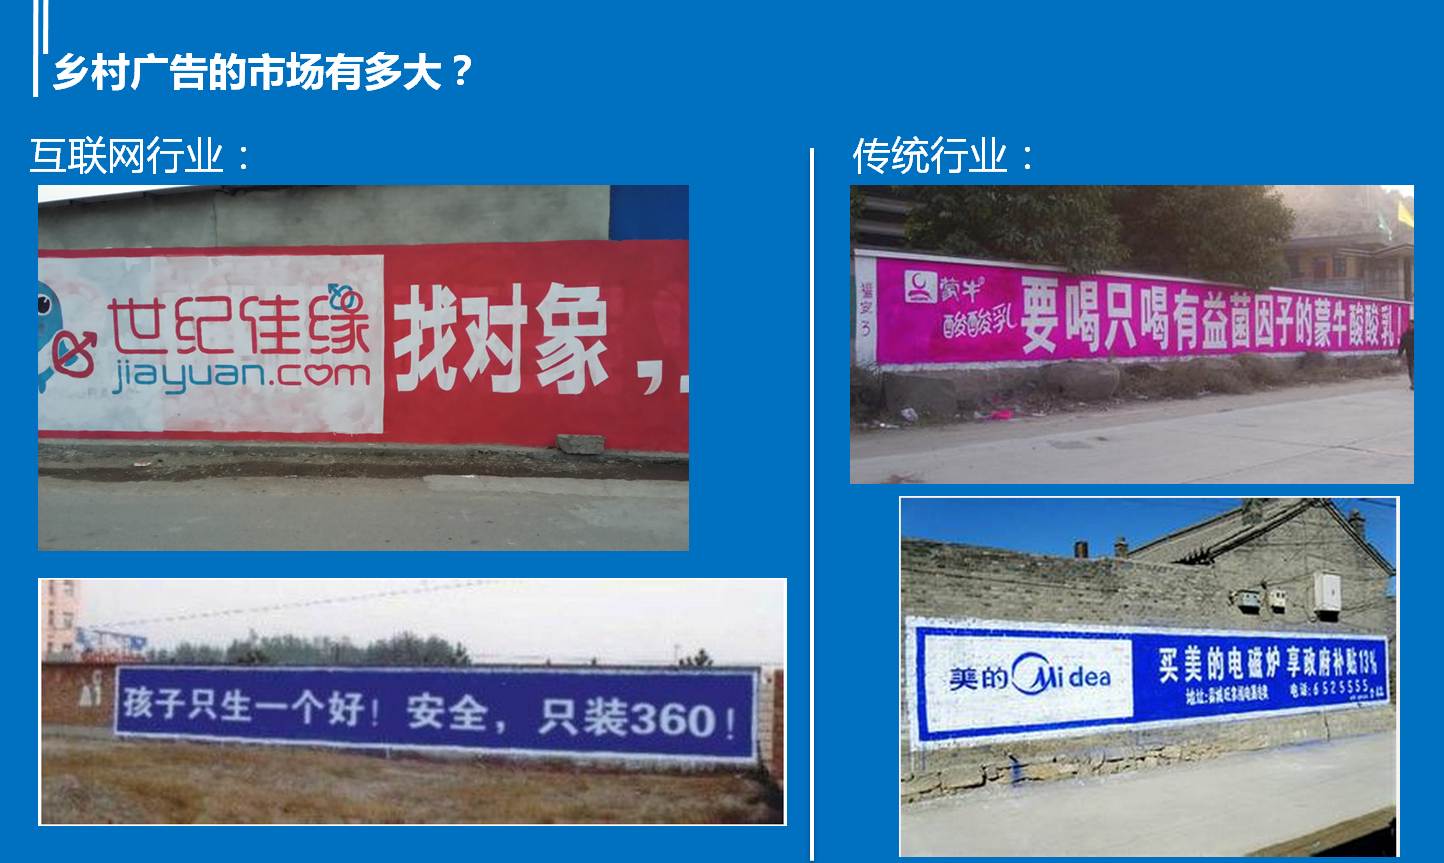 乡村广告的市场有多大？
互联网行业：
世纪佳缘
jiayuan.com
找对象，
孩子只生一个好！安全，只装360！
传统行业：
蒙牛
酸酸乳
要喝只喝有益菌因子的蒙牛酸酸乳！
美的 Midea
买美的电磁炉 享政府补贴13%
电话:6525555